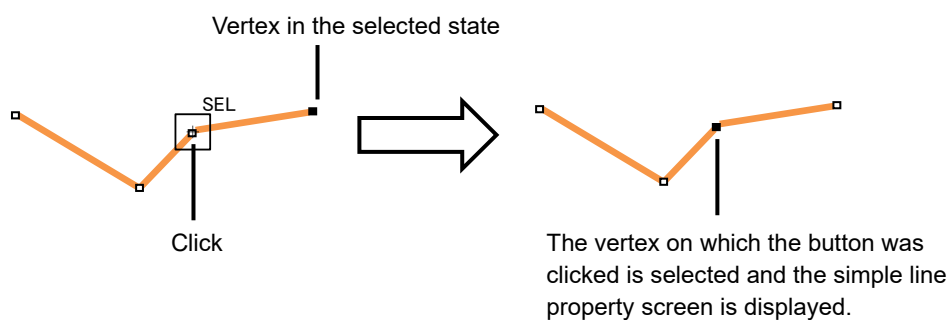 Vertex in the selected state
SEL
Click
The vertex on which the button was
clicked is selected and the simple line
property screen is displayed.